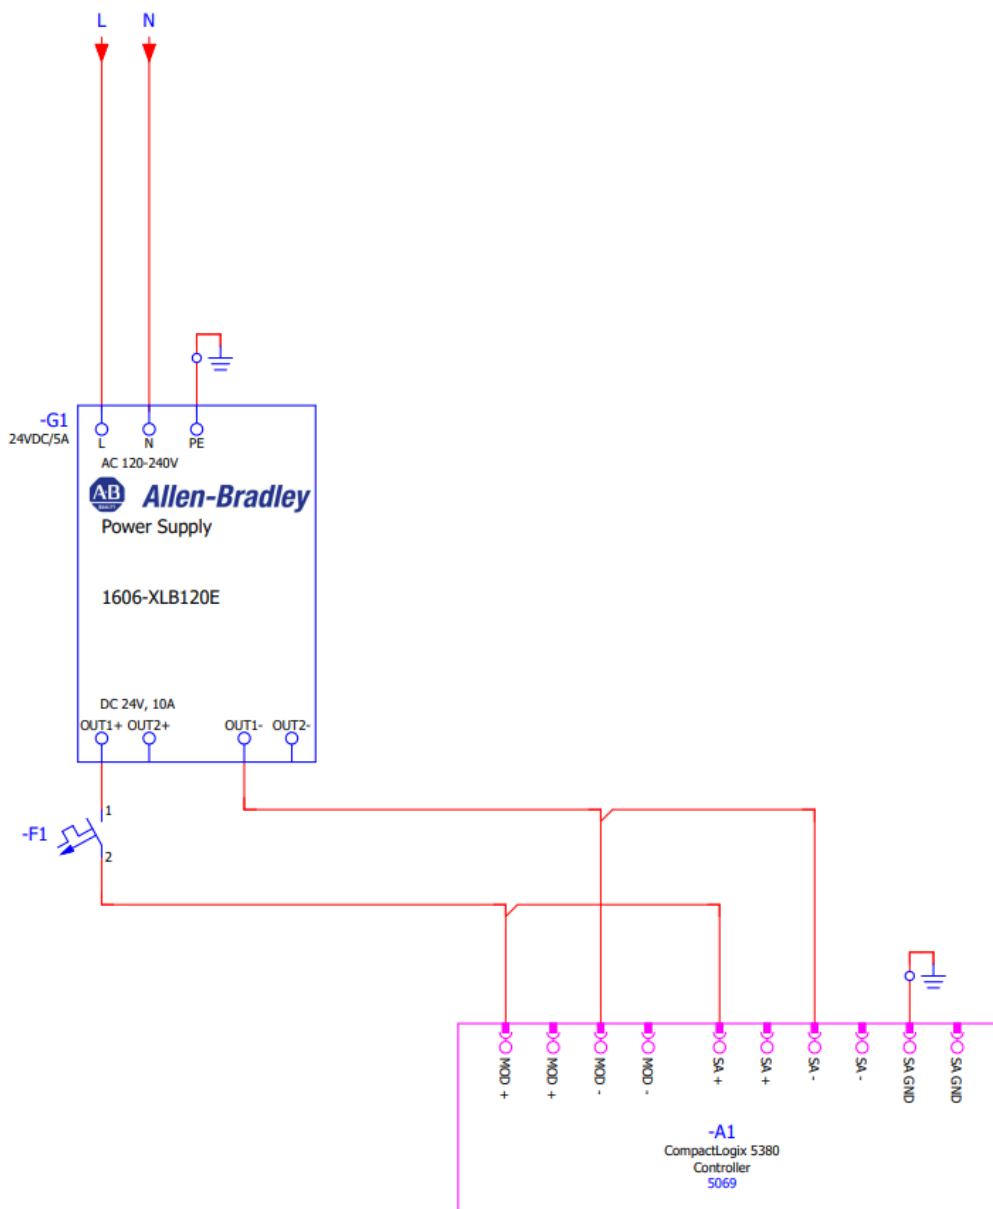 L N
-G1
24VDC/5A
L N PE
AC 120-240V
AB
Allen-Bradley
Power Supply
1606-XLB120E
DC 24V, 10A
OUT1+ OUT2+ OUT1- OUT2-
1
-F1
2
MOD + MOD + MOD - MOD - SA + SA + SA - SA - SA GND SA GND
-A1
CompactLogix 5380
Controller
5069